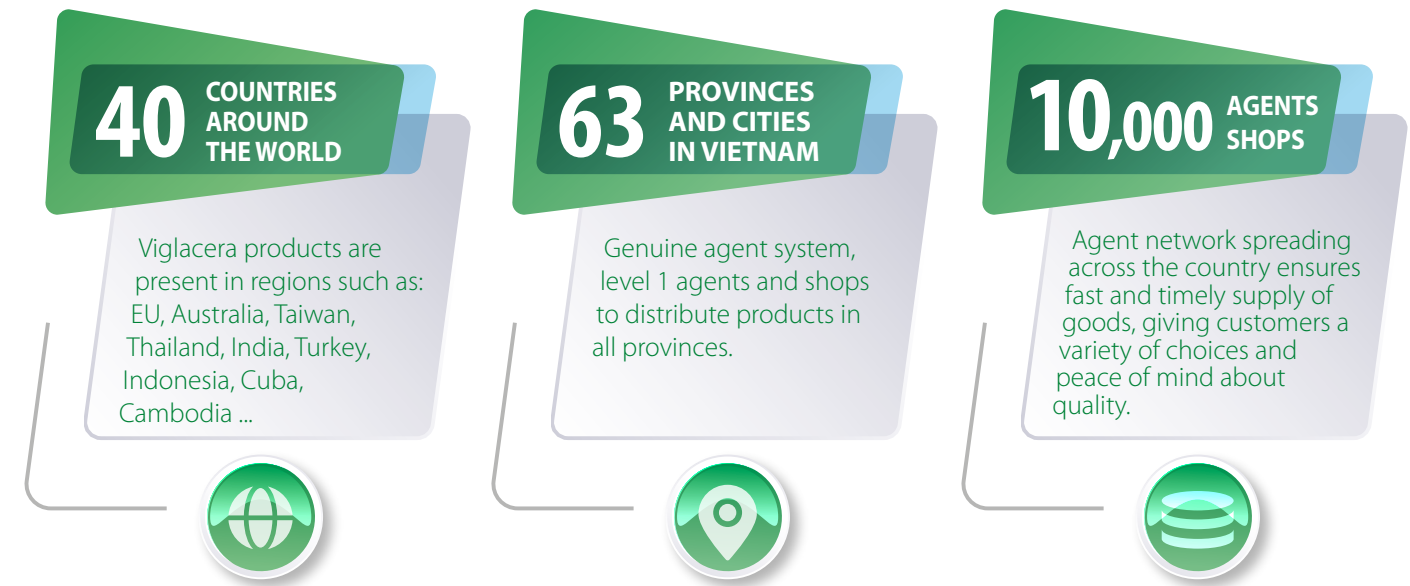 40
COUNTRIES
AROUND
THE WORLD
Viglacera products are
present in regions such as:
EU, Australia, Taiwan,
Thailand, India, Turkey,
Indonesia, Cuba,
Cambodia ...
63
PROVINCES
AND CITIES
IN VIETNAM
Genuine agent system,
level 1 agents and shops
to distribute products in
all provinces.
10,000
AGENTS
SHOPS
Agent network spreading
across the country ensures
fast and timely supply of
goods, giving customers a
variety of choices and
peace of mind about
quality.